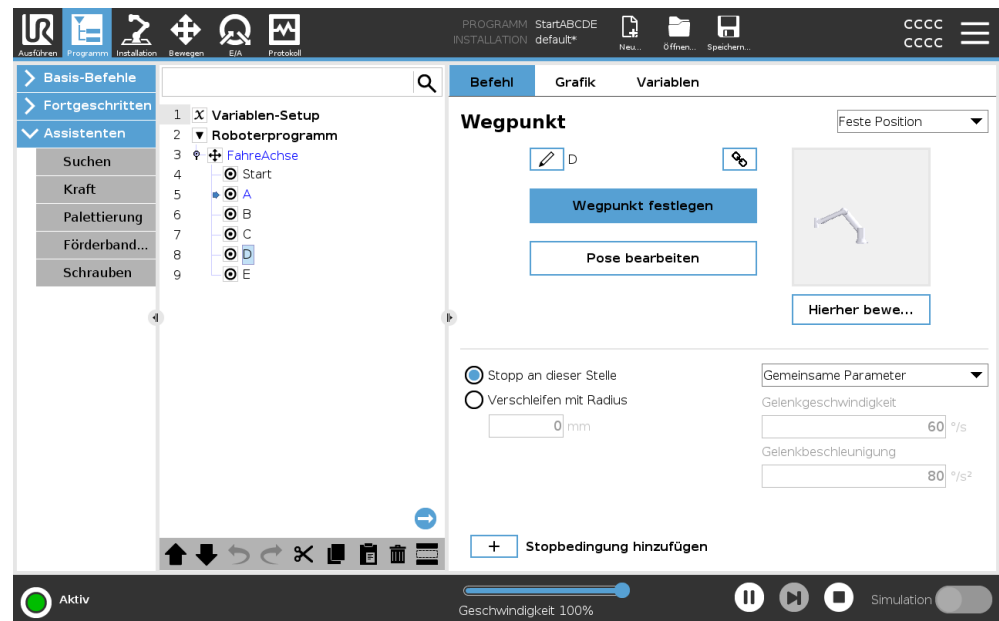 UR
Ausführen Programm Installation Bewegen E/A Protokoll
PROGRAMM StartABCDE
INSTALLATION default*
Neu... Öffnen... Speichern...
CCCC
CCCC
Basis-Befehle
Fortgeschritten
Assistenten
Suchen
Kraft
Palettierung
Förderband...
Schrauben
1 X Variablen-Setup
2 Roboterprogramm
3 FahreAchse
4 Start
5 A
6 B
7 C
8 D
9 E
Befehl Grafik Variablen
Wegpunkt
Feste Position
D
Wegpunkt festlegen
Pose bearbeiten
Hierher bewe...
Stopp an dieser Stelle
Verschleifen mit Radius
0 mm
Gemeinsame Parameter
Gelenkgeschwindigkeit
60 °/s
Gelenkbeschleunigung
80 °/s²
+ Stopbedingung hinzufügen
Aktiv
Geschwindigkeit 100%
Simulation